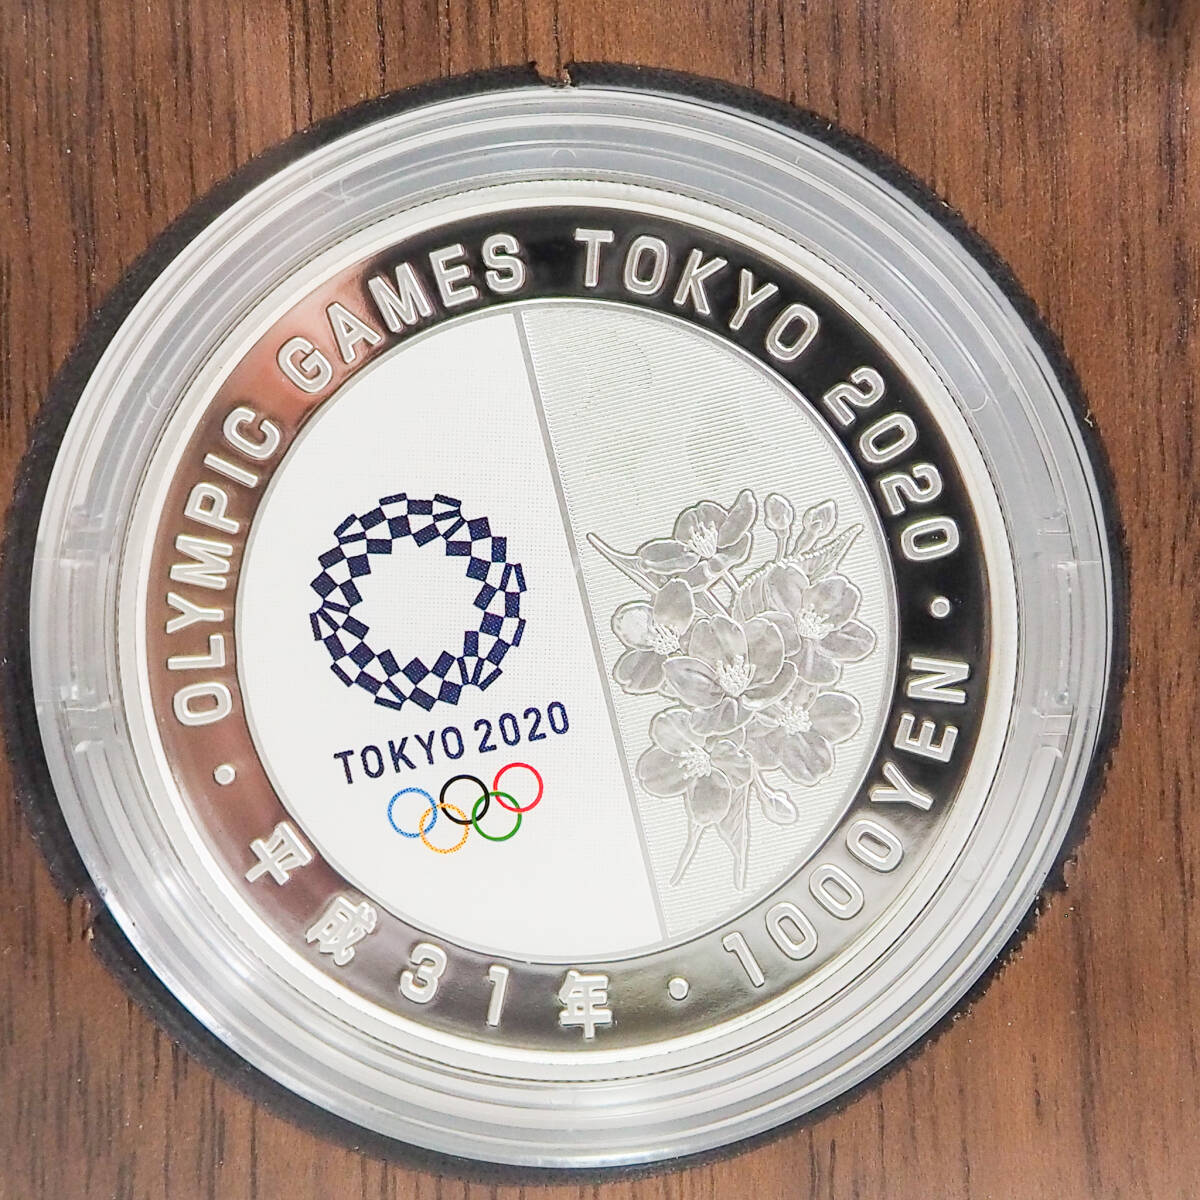 OLYMPIC GAMES TOKYO 2020
TOKYO 2020
平成31年・1000YEN